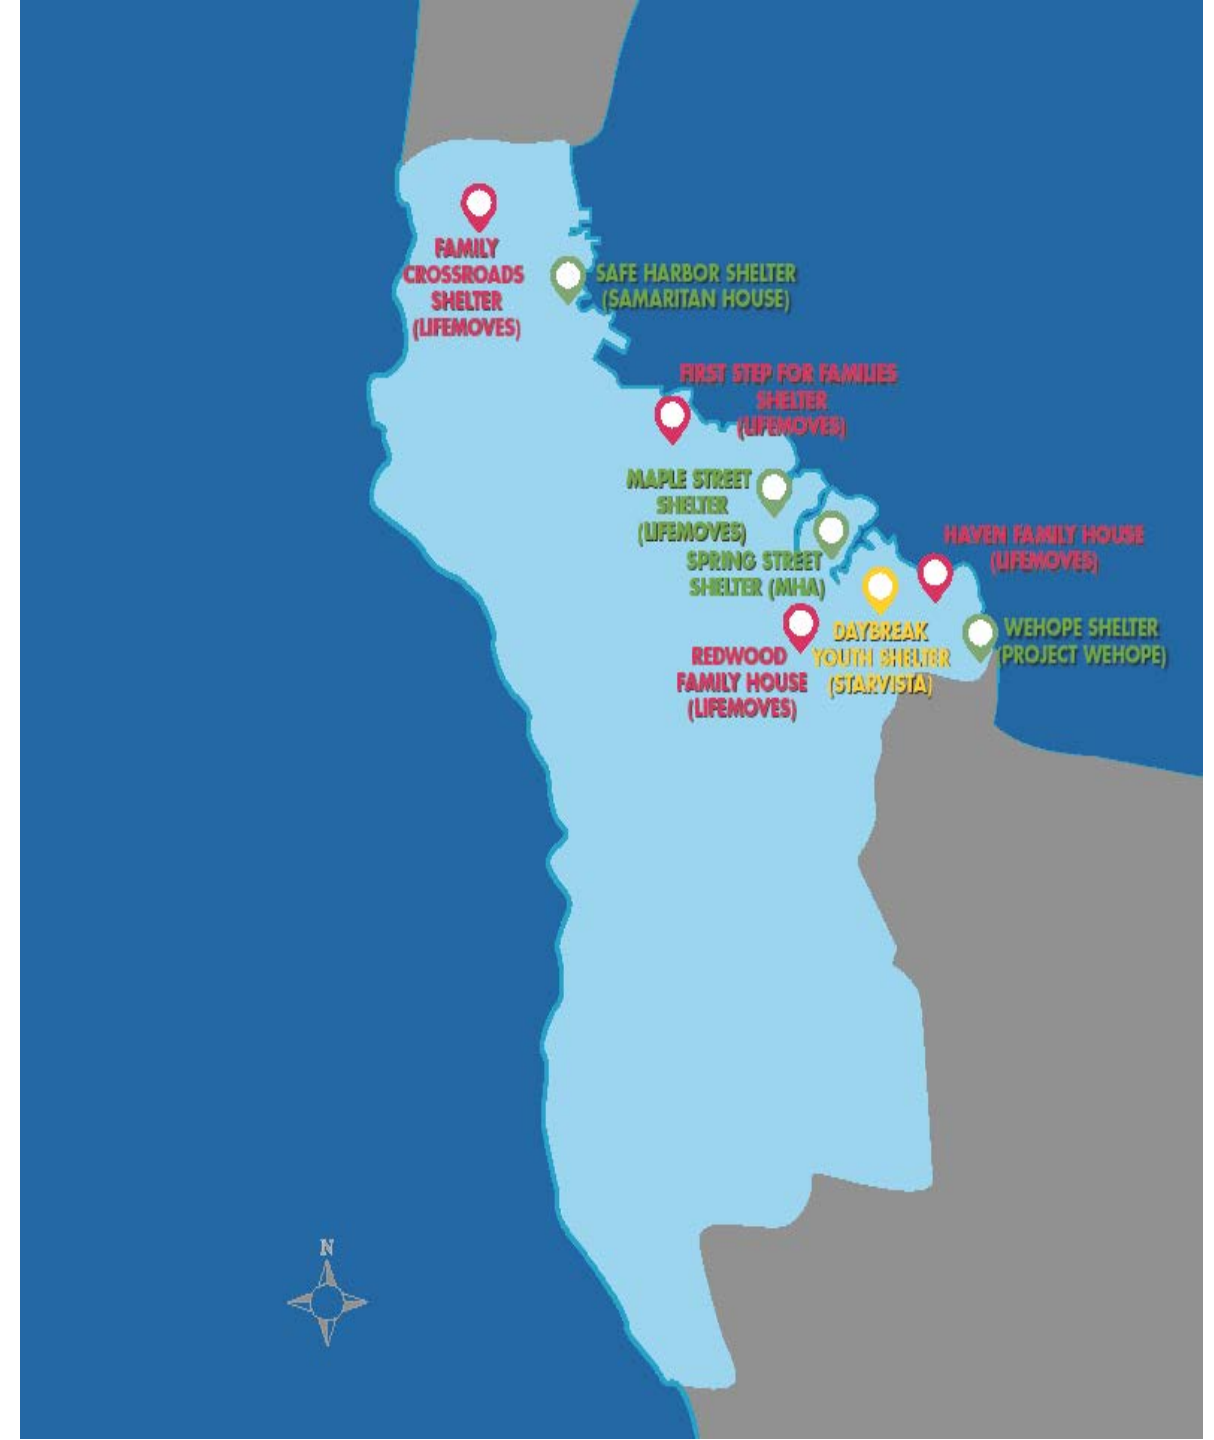 FAMILY
CROSSROADS
SHELTER
(LIFEMOVES)
SAFE HARBOR SHELTER
(SAMARITAN HOUSE)
FIRST STEP FOR FAMILIES
SHELTER
(LIFEMOVES)
MAPLE STREET
SHELTER
(LIFEMOVES)
SPRING STREET
SHELTER (MHA)
HAVEN FAMILY HOUSE
(LIFEMOVES)
REDWOOD
FAMILY HOUSE
(LIFEMOVES)
DAYBREAK
YOUTH SHELTER
(STARVISTA)
WEHOPE SHELTER
(PROJECT WEHOPE)
N